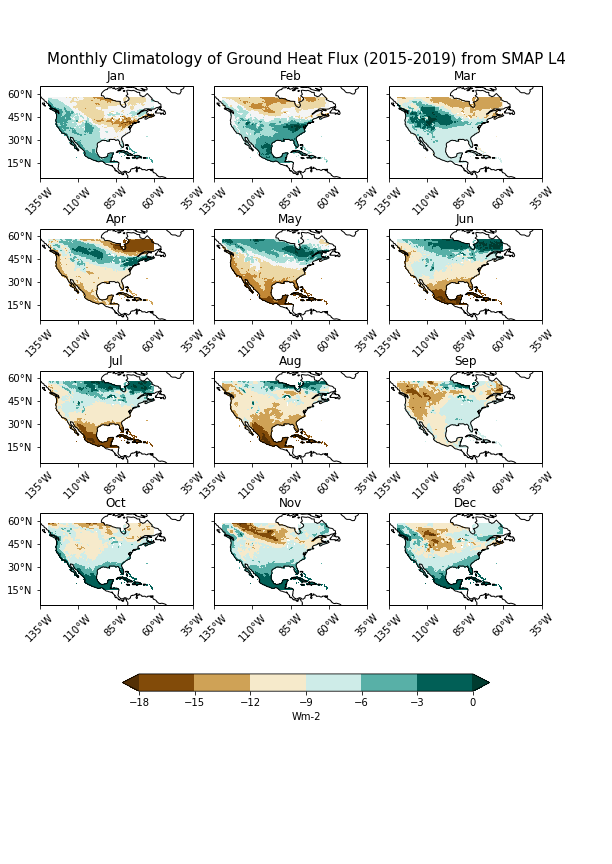 Monthly Climatology of Ground Heat Flux (2015-2019) from SMAP L4
Jan Feb Mar
60°N
45°N
30°N
15°N
135°W 110°W 85°W 60°W 35°W 135°W 110°W 85°W 60°W 35°W 135°W 110°W 85°W 60°W 35°W
Apr May Jun
60°N
45°N
30°N
15°N
135°W 110°W 85°W 60°W 35°W 135°W 110°W 85°W 60°W 35°W 135°W 110°W 85°W 60°W 35°W
Jul Aug Sep
60°N
45°N
30°N
15°N
135°W 110°W 85°W 60°W 35°W 135°W 110°W 85°W 60°W 35°W 135°W 110°W 85°W 60°W 35°W
Oct Nov Dec
60°N
45°N
30°N
15°N
135°W 110°W 85°W 60°W 35°W 135°W 110°W 85°W 60°W 35°W 135°W 110°W 85°W 60°W 35°W
−18 −15 −12 −9 −6 −3 0
Wm-2